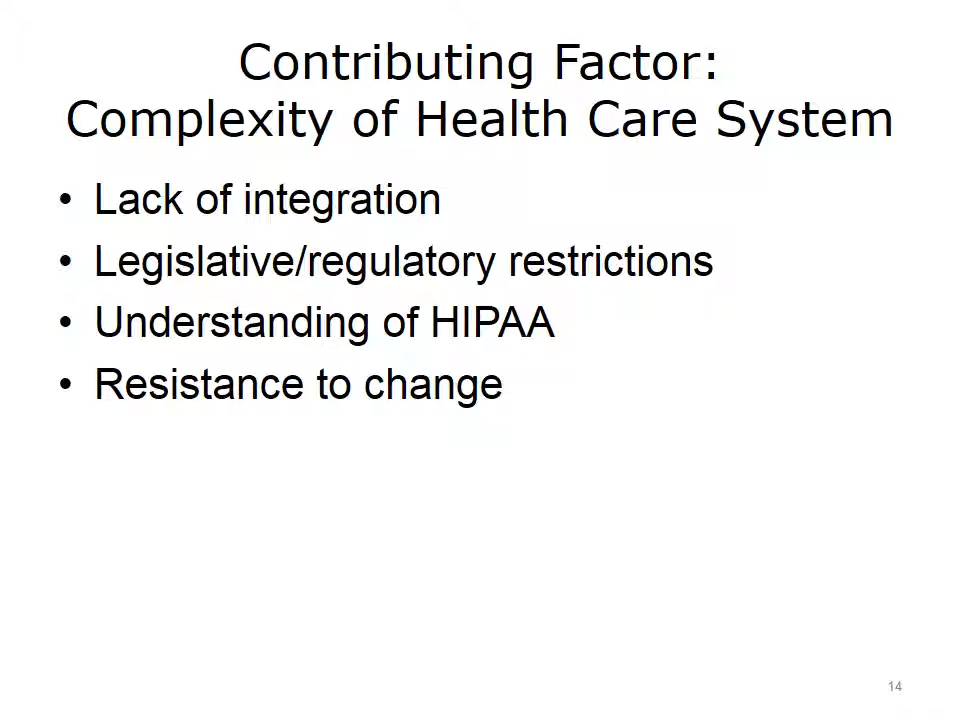 Contributing Factor:
Complexity of Health Care System
• Lack of integration
• Legislative/regulatory restrictions
• Understanding of HIPAA
• Resistance to change
14